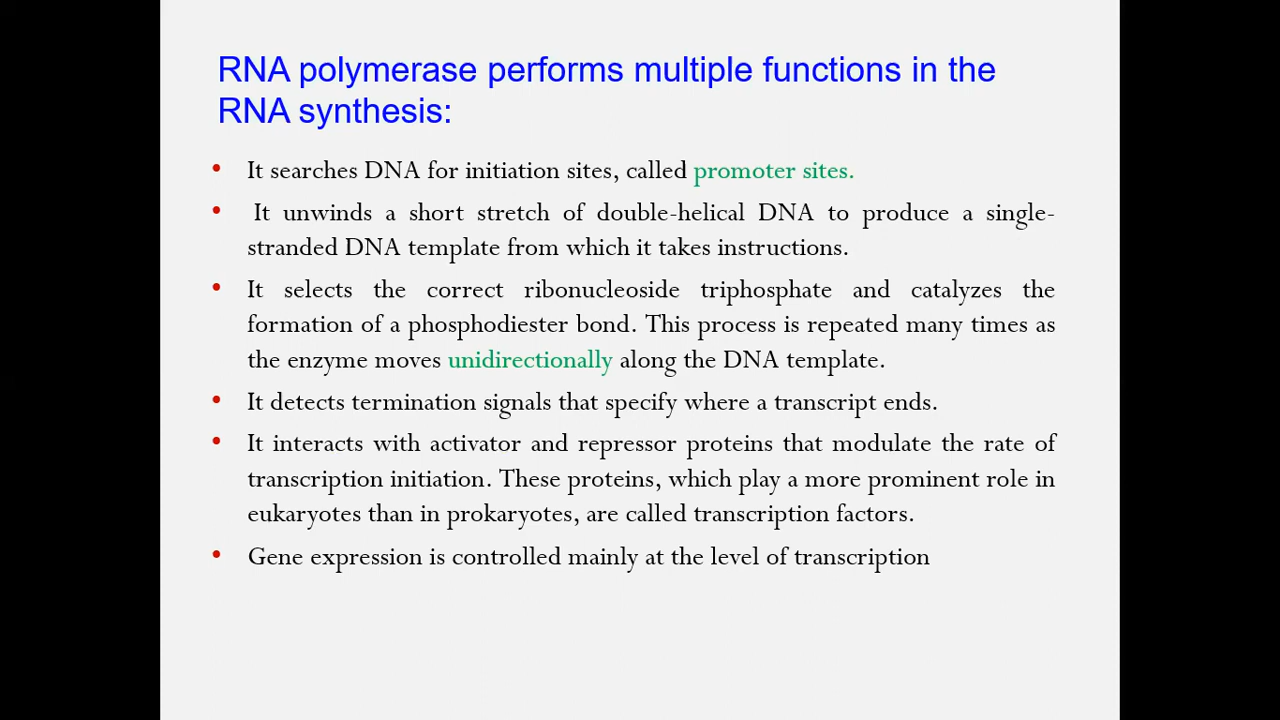 RNA polymerase performs multiple functions in the
RNA synthesis:
• It searches DNA for initiation sites, called promoter sites.
• It unwinds a short stretch of double-helical DNA to produce a single-
stranded DNA template from which it takes instructions.
• It selects the correct ribonucleoside triphosphate and catalyzes the
formation of a phosphodiester bond. This process is repeated many times as
the enzyme moves unidirectionally along the DNA template.
• It detects termination signals that specify where a transcript ends.
• It interacts with activator and repressor proteins that modulate the rate of
transcription initiation. These proteins, which play a more prominent role in
eukaryotes than in prokaryotes, are called transcription factors.
• Gene expression is controlled mainly at the level of transcription